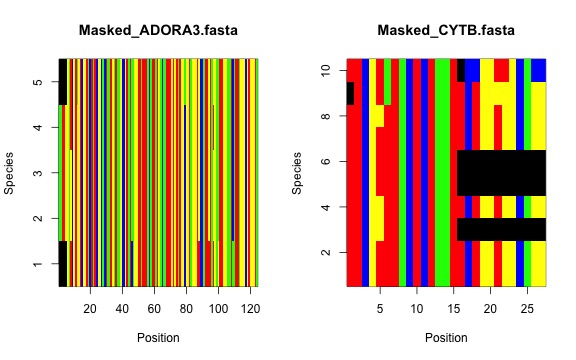 Masked_ADORA3.fasta
Species
5
4
3
2
1
20 40 60 80 100 120
Position
Masked_CYTB.fasta
Species
10
8
6
4
2
5 10 15 20 25
Position